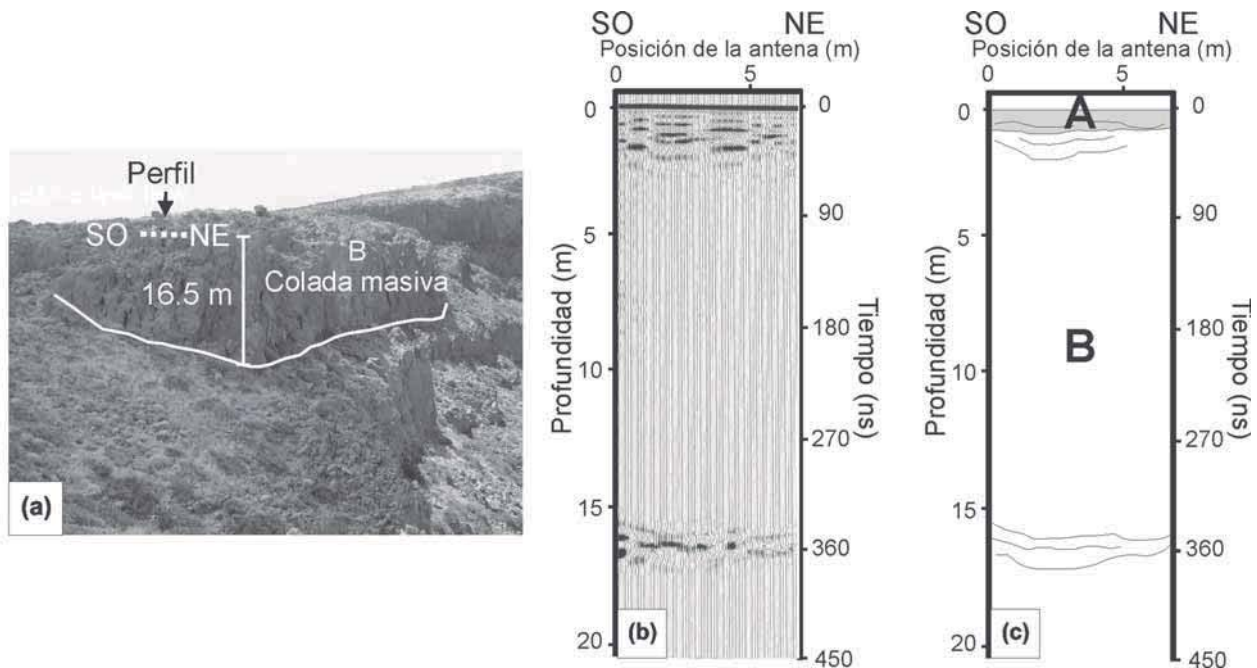 Perfil
SO NE
B
Colada masiva
16.5 m
(a)
SO NE
Posición de la antena (m)
0 5
0
5
10
15
20
Profundidad (m)
0
90
180
270
360
450
Tiempo (ns)
(b)
SO NE
Posición de la antena (m)
0 5
0
5
10
15
20
Profundidad (m)
A
B
0
90
180
270
360
450
Tiempo (ns)
(c)